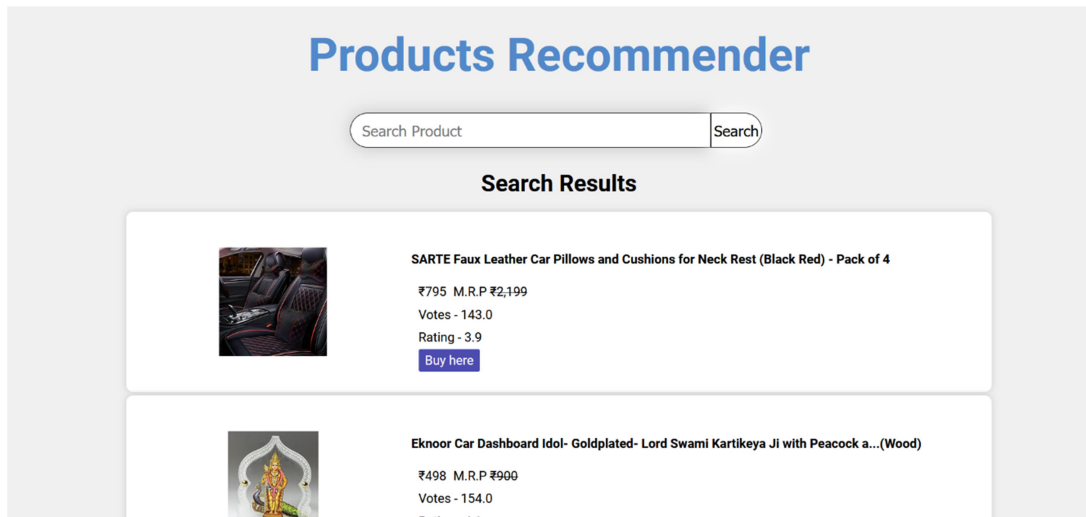 Products Recommender
Search Product
Search
Search Results
SARTE Faux Leather Car Pillows and Cushions for Neck Rest (Black Red) - Pack of 4
₹795 M.R.P ₹2,199
Votes - 143.0
Rating - 3.9
Buy here
Eknoor Car Dashboard Idol- Goldplated- Lord Swami Kartikeya Ji with Peacock a...(Wood)
₹498 M.R.P ₹900
Votes - 154.0